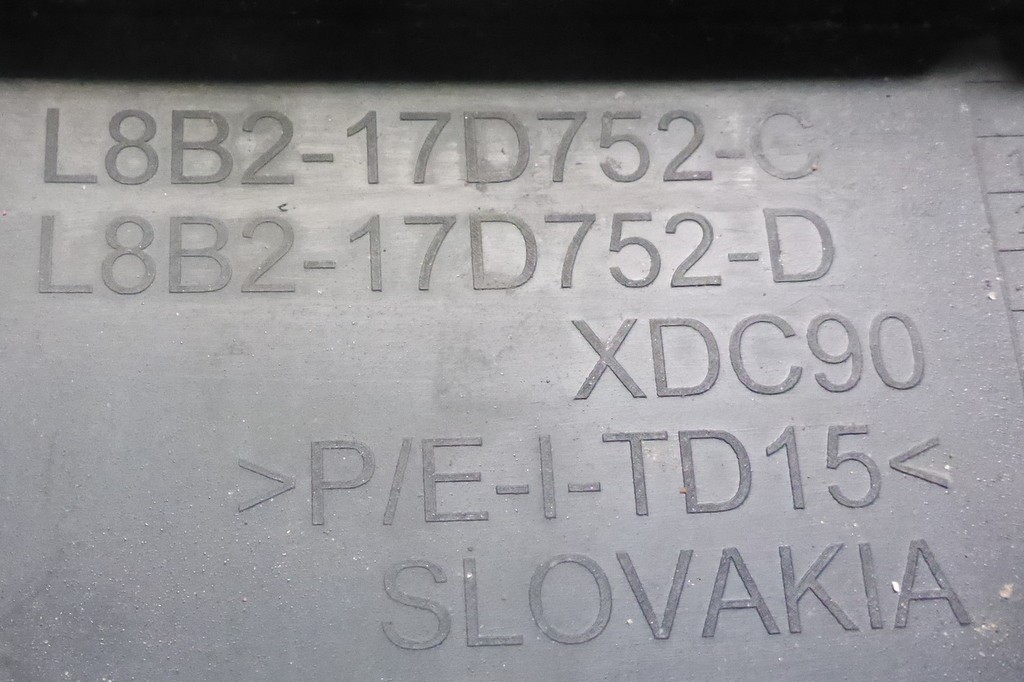 L8B2-17D752-C
L8B2-17D752-D
XDC90
>P/E-I-TD15<
SLOVAKIA